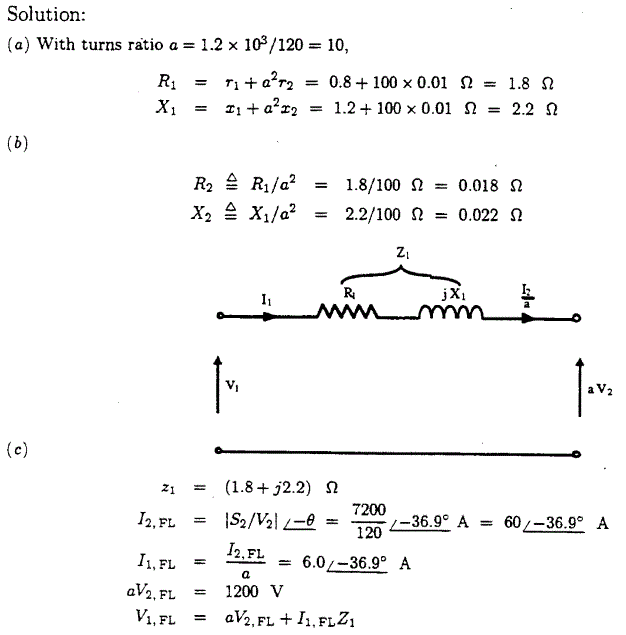 Solution:
(a) With turns ratio a = 1.2 × 10³/120 = 10,
R₁ = r₁ + a²r₂ = 0.8 + 100 × 0.01 Ω = 1.8 Ω
X₁ = x₁ + a²x₂ = 1.2 + 100 × 0.01 Ω = 2.2 Ω
(b)
R₂ ≜ R₁/a² = 1.8/100 Ω = 0.018 Ω
X₂ ≜ X₁/a² = 2.2/100 Ω = 0.022 Ω
Z₁
I₁ R₁ jX₁ I₂/a
V₁ aV₂
(c)
z₁ = (1.8 + j2.2) Ω
I₂,FL = |S₂/V₂| ∠−θ = 7200/120 ∠−36.9° A = 60∠−36.9° A
I₁,FL = I₂,FL/a = 6.0∠−36.9° A
aV₂,FL = 1200 V
V₁,FL = aV₂,FL + I₁,FL Z₁